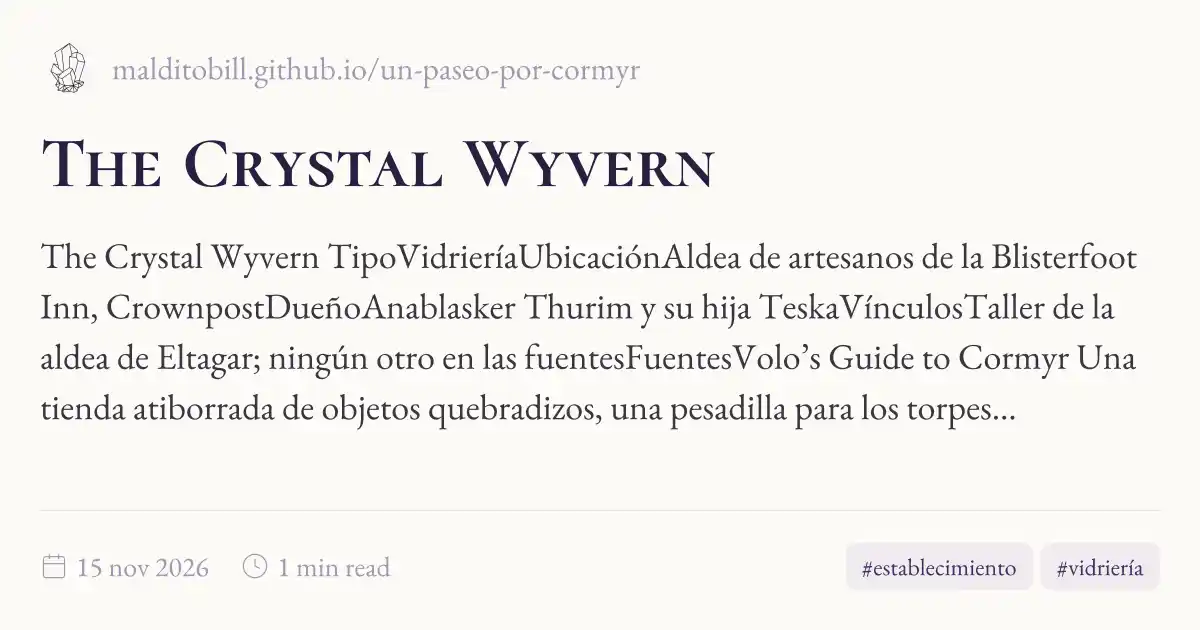 malditobill.github.io/un-paseo-por-cormyr
The Crystal Wyvern
The Crystal Wyvern TipoVidrieríaUbicaciónAldea de artesanos de la Blisterfoot
Inn, CrownpostDueñoAnablasker Thurim y su hija TeskaVínculosTaller de la
aldea de Eltagar; ningún otro en las fuentesFuentesVolo’s Guide to Cormyr Una
tienda atiborrada de objetos quebradizos, una pesadilla para los torpes...
15 nov 2026 1 min read #establecimiento #vidriería